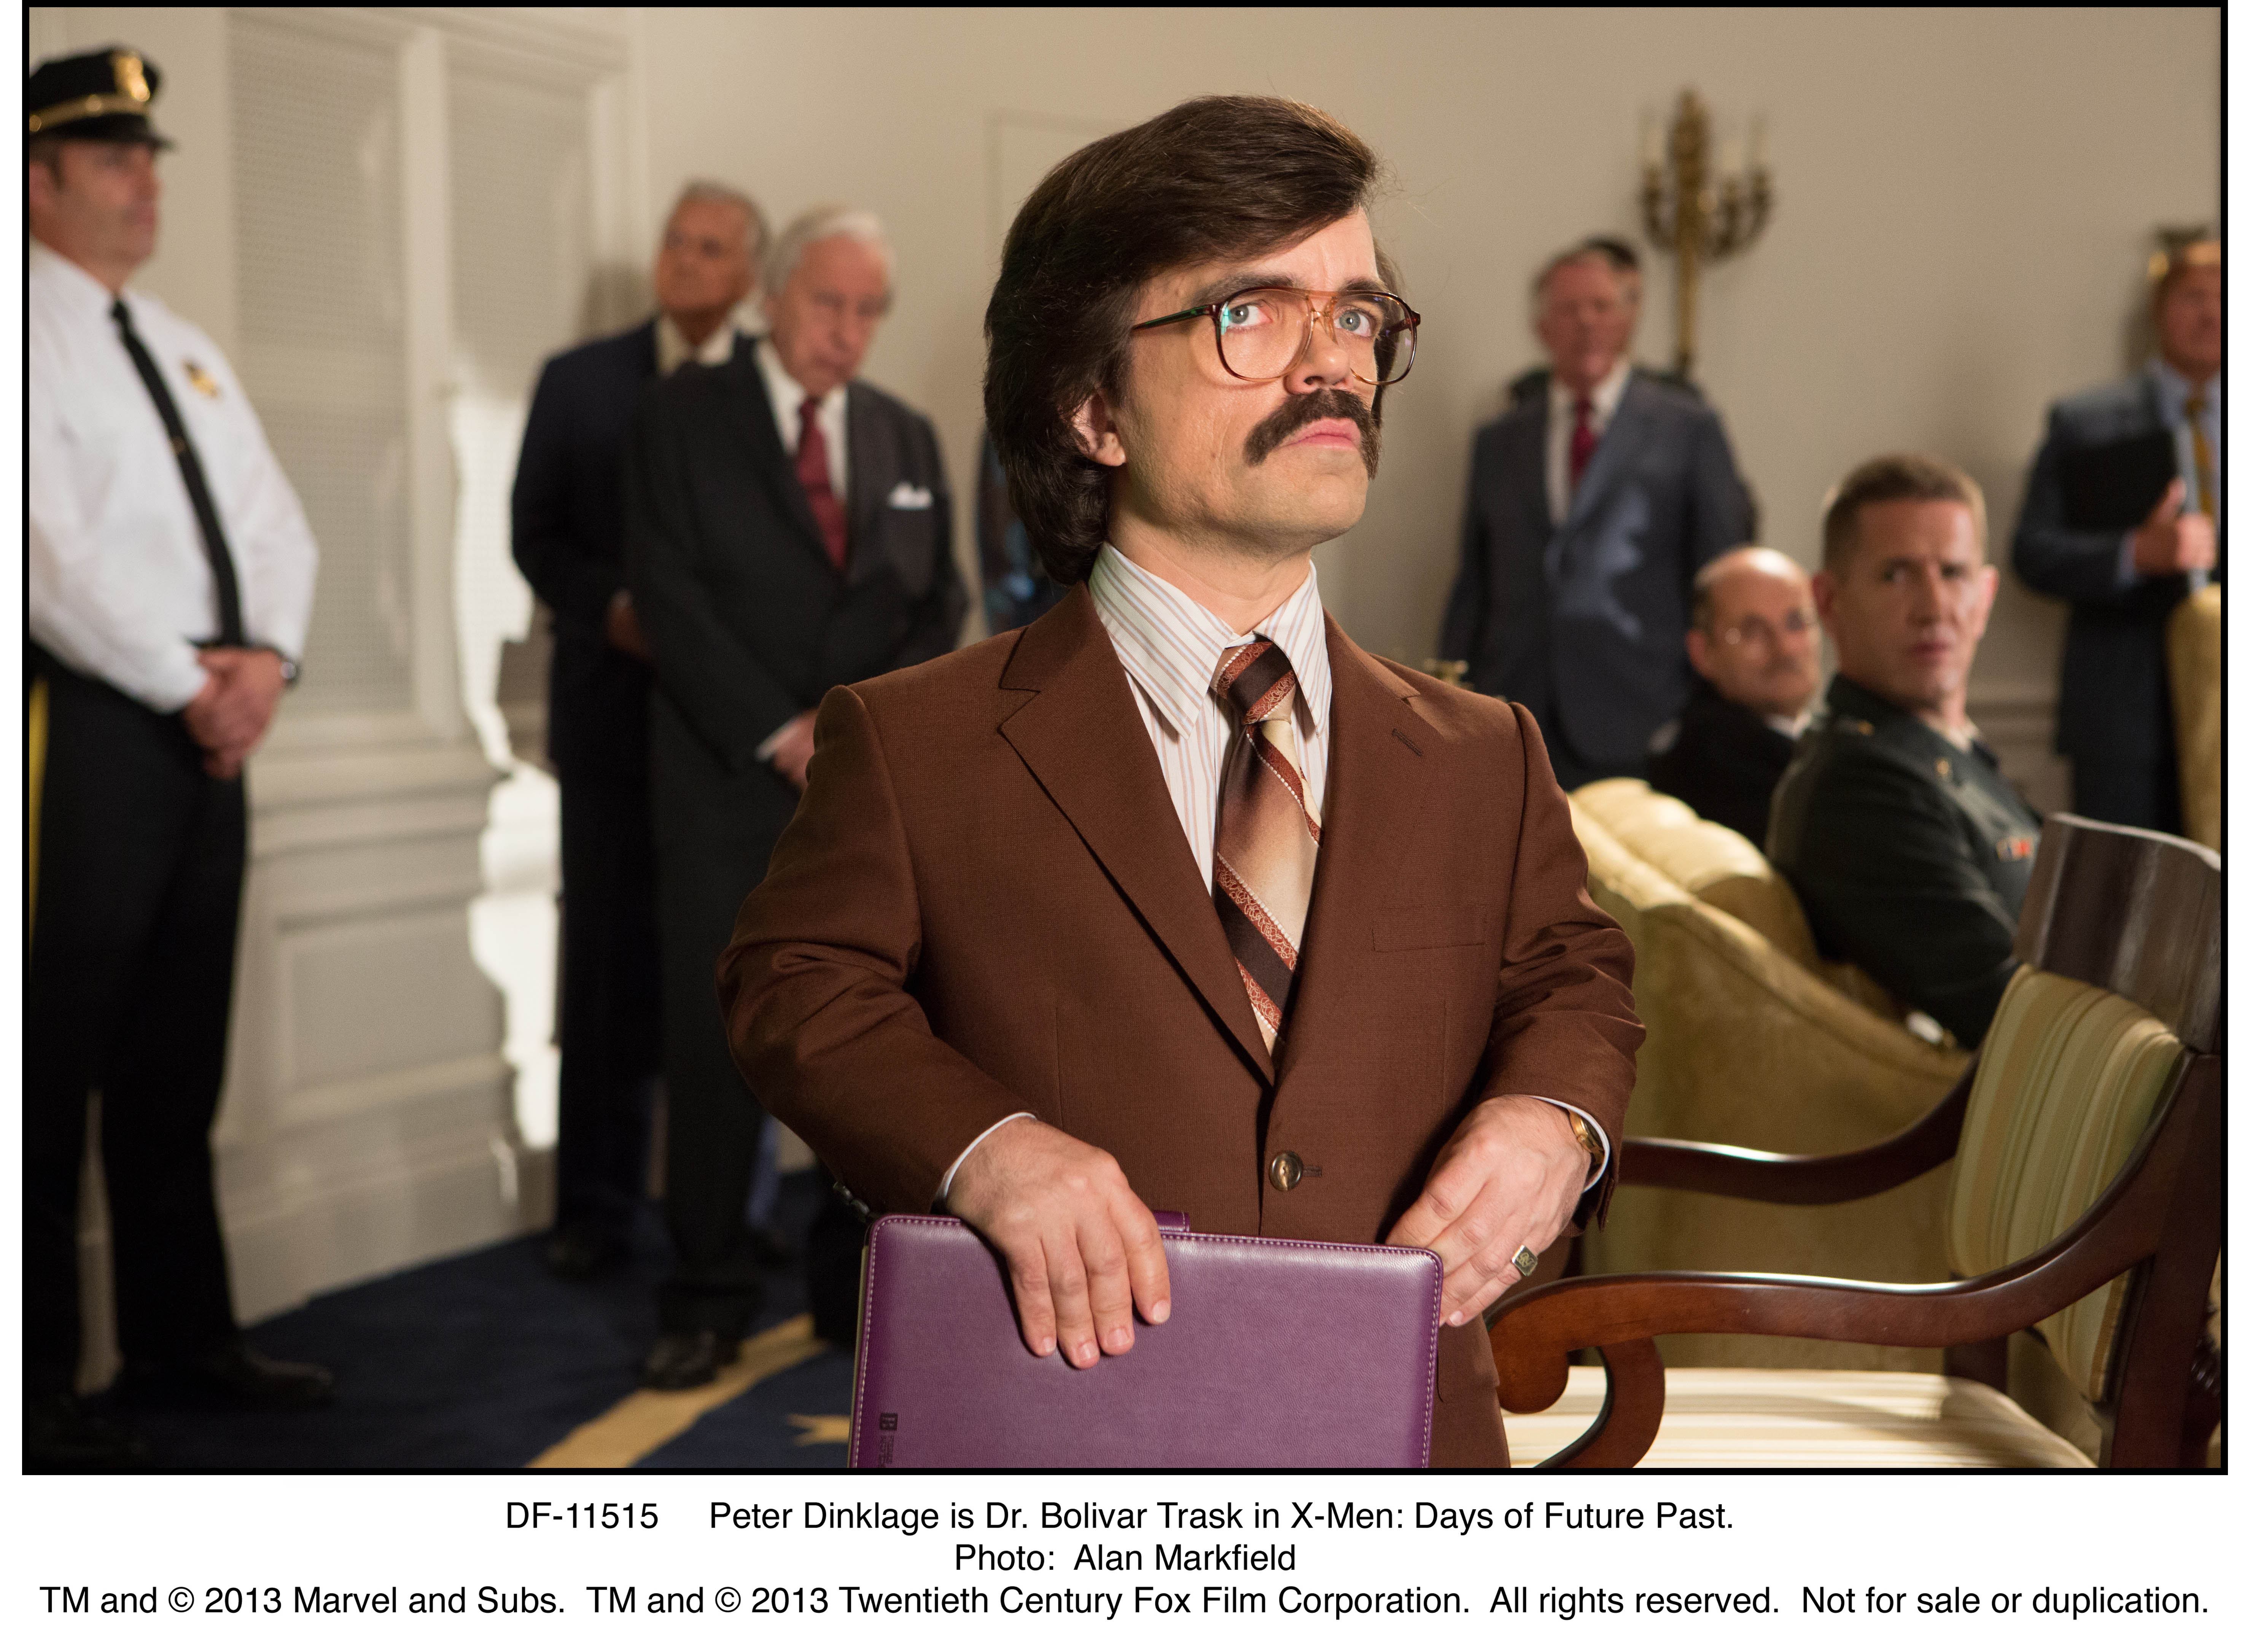 DF-11515 Peter Dinklage is Dr. Bolivar Trask in X-Men: Days of Future Past.
Photo: Alan Markfield
TM and © 2013 Marvel and Subs. TM and © 2013 Twentieth Century Fox Film Corporation. All rights reserved. Not for sale or duplication.